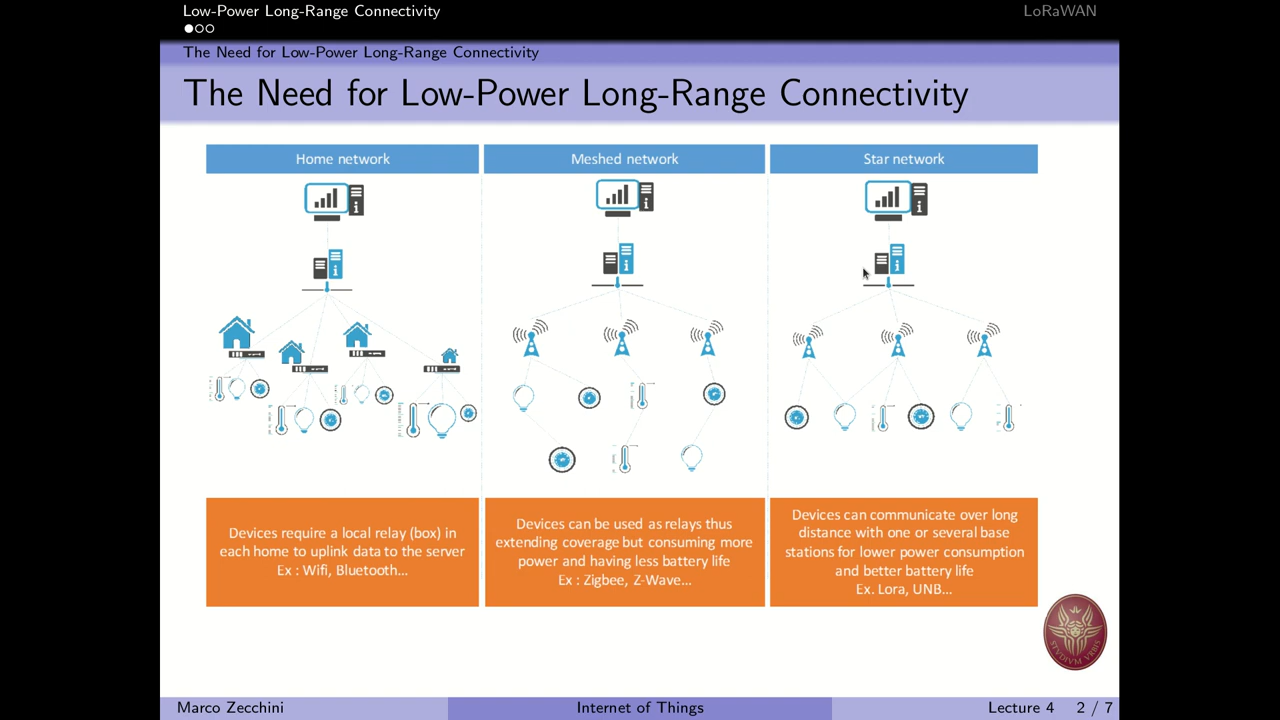 Low-Power Long-Range Connectivity
LoRaWAN
The Need for Low-Power Long-Range Connectivity
The Need for Low-Power Long-Range Connectivity
Home network
Meshed network
Star network
Devices require a local relay (box) in
each home to uplink data to the server
Ex : Wifi, Bluetooth...
Devices can be used as relays thus
extending coverage but consuming more
power and having less battery life
Ex : Zigbee, Z-Wave...
Devices can communicate over long
distance with one or several base
stations for lower power consumption
and better battery life
Ex. Lora, UNB...
STVDIVM VRBIS
Marco Zecchini
Internet of Things
Lecture 4
2 / 7